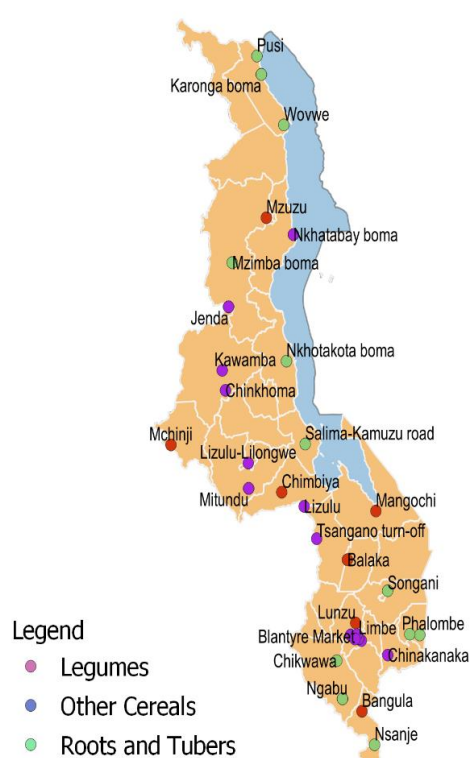 Pusi
Karonga boma
Wovwe
Mzuzu
Nkhatabay boma
Mzimba boma
Jenda
Nkhotakota boma
Kawamba
Chinkhoma
Mchinji
Salima-Kamuzu road
Lizulu-Lilongwe
Chimbiya
Mitundu
Lizulu
Mangochi
Tsangano turn-off
Balaka
Songani
Lunzu
Limbe
Phalombe
Blantyre Market
Chikwawa
Chinakanaka
Ngabu
Bangula
Nsanje
Legend
Legumes
Other Cereals
Roots and Tubers